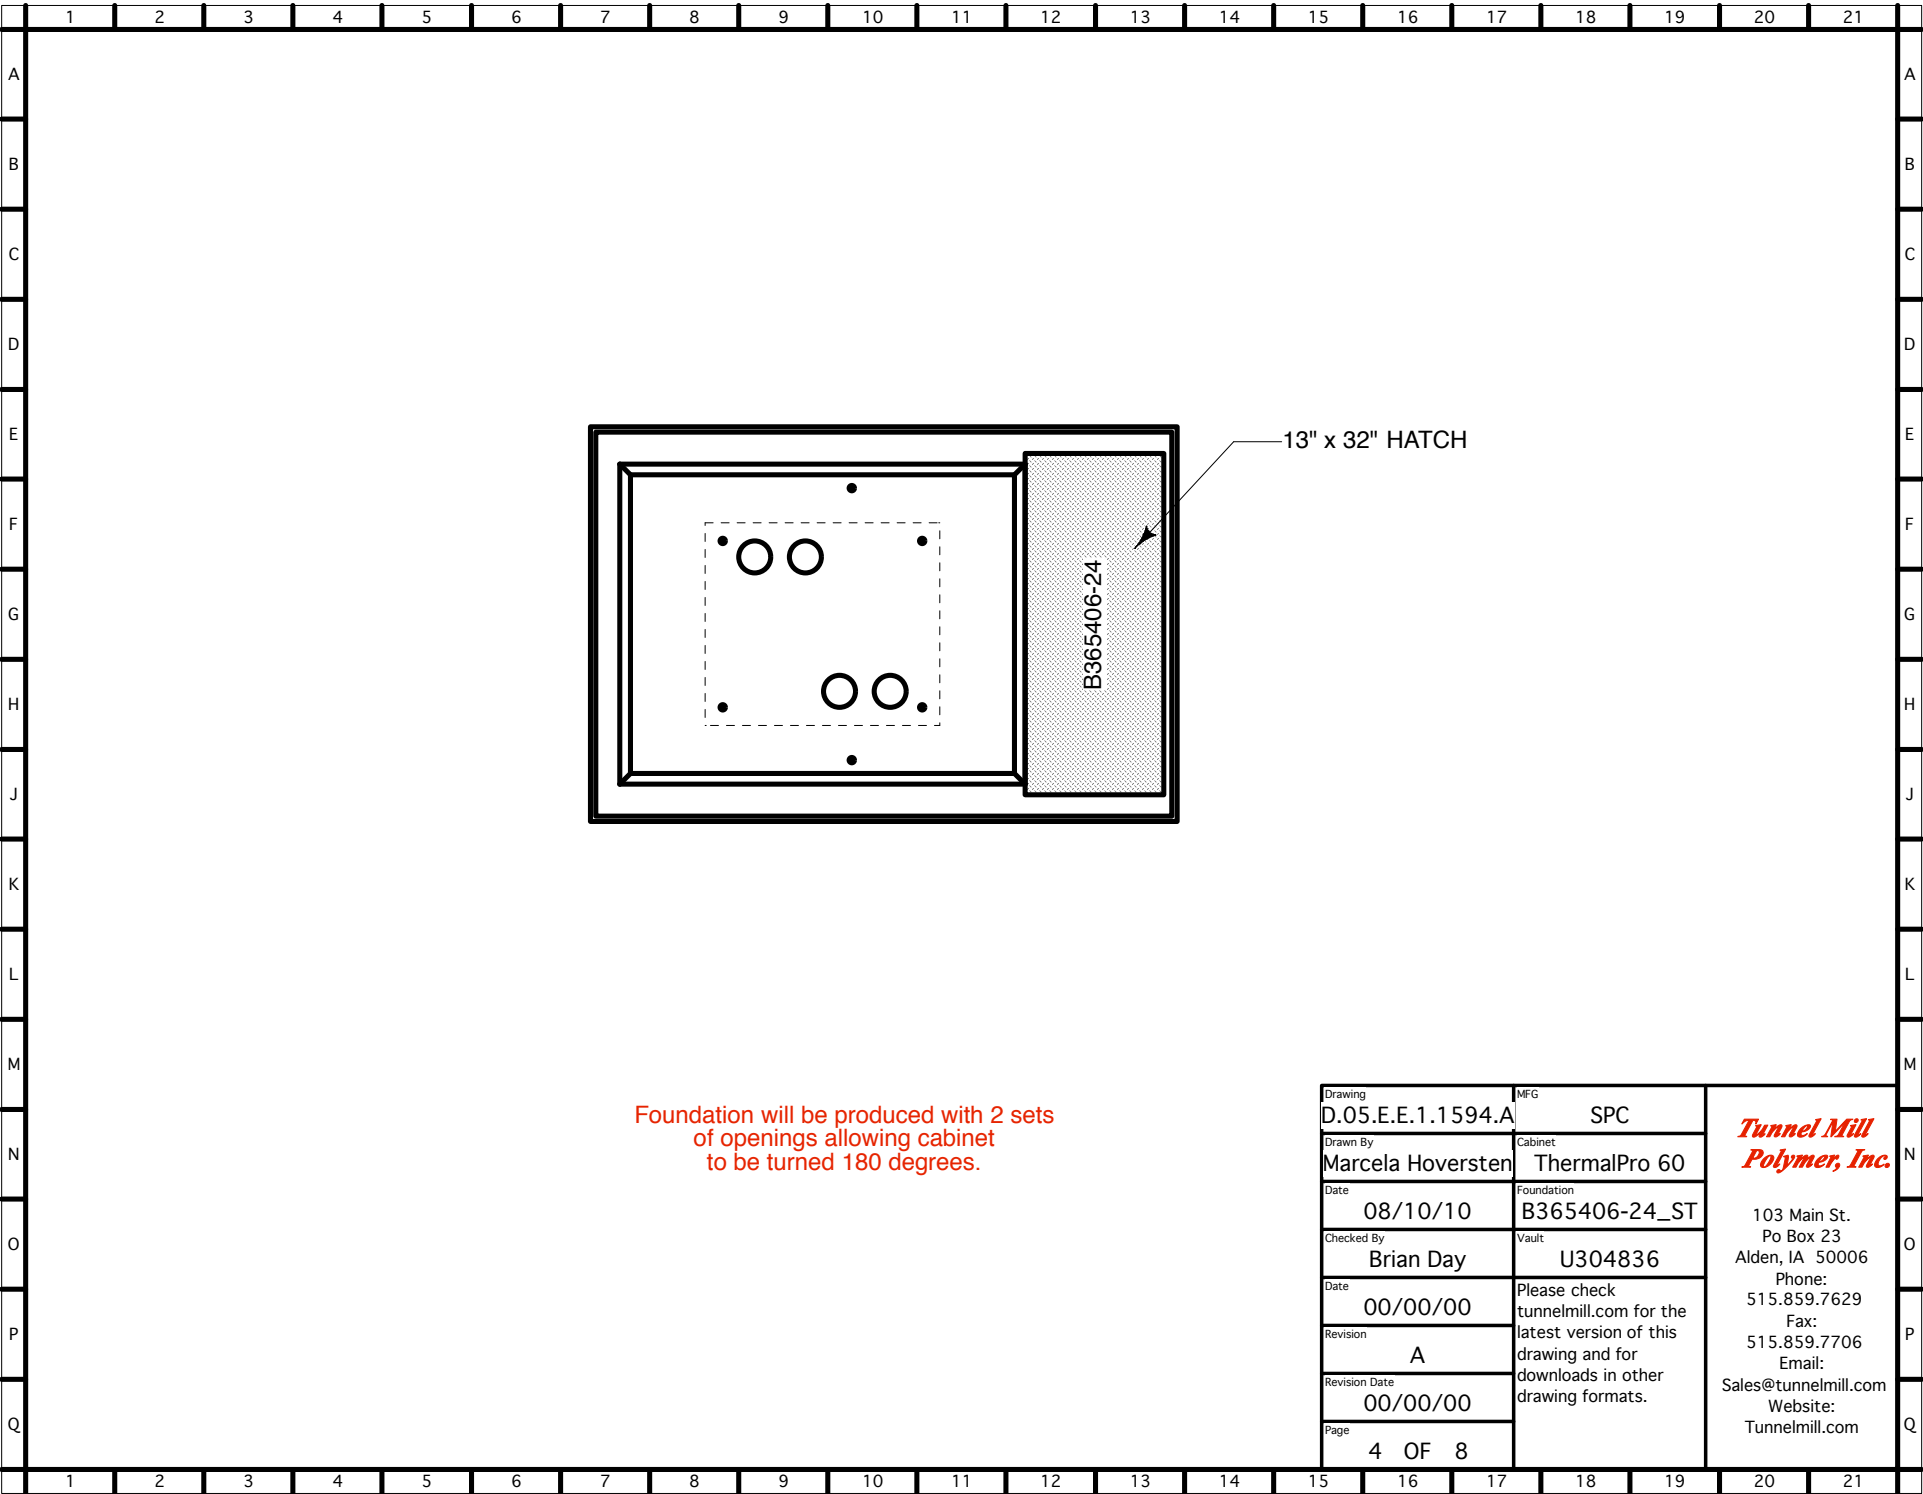 1 2 3 4 5 6 7 8 9 10 11 12 13 14 15 16 17 18 19 20 21
A A
B B
C C
D D
E E
F F
G G
H H
J J
K K
L L
M M
N N
O O
P P
Q Q
13" x 32" HATCH
B365406-24
Foundation will be produced with 2 sets
of openings allowing cabinet
to be turned 180 degrees.
Drawing
D.05.E.E.1.1594.A
Drawn By
Marcela Hoversten
Date
08/10/10
Checked By
Brian Day
Date
00/00/00
Revision
A
Revision Date
00/00/00
Page
4 OF 8
MFG
SPC
Cabinet
ThermalPro 60
Foundation
B365406-24_ST
Vault
U304836
Please check
tunnelmill.com for the
latest version of this
drawing and for
downloads in other
drawing formats.
Tunnel Mill
Polymer, Inc.
103 Main St.
Po Box 23
Alden, IA 50006
Phone:
515.859.7629
Fax:
515.859.7706
Email:
Sales@tunnelmill.com
Website:
Tunnelmill.com
1 2 3 4 5 6 7 8 9 10 11 12 13 14 15 16 17 18 19 20 21